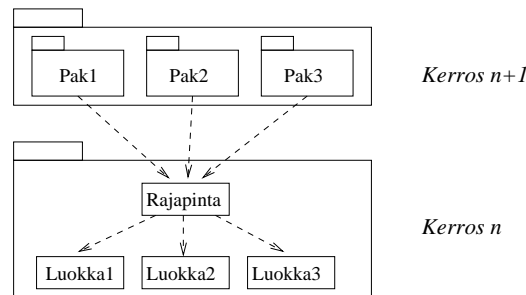 Pak1 Pak2 Pak3
Kerros n+1
Rajapinta
Kerros n
Luokka1 Luokka2 Luokka3